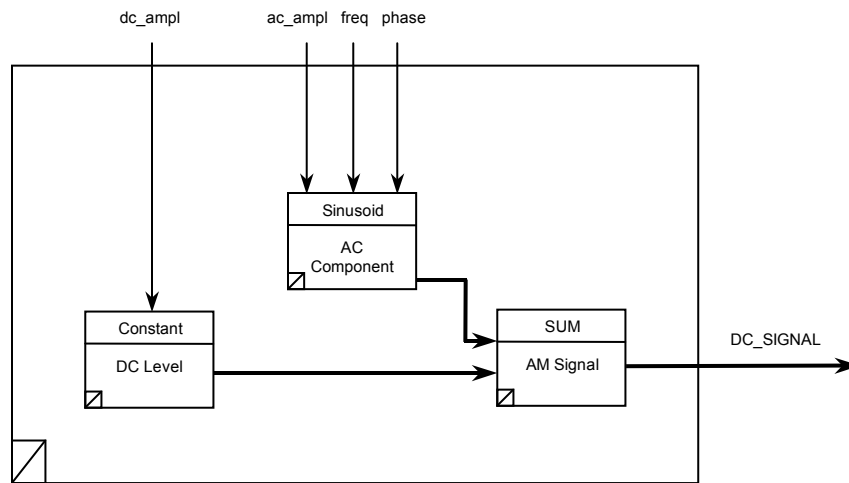 dc_ampl
ac_ampl freq phase
Sinusoid
AC
Component
Constant
DC Level
SUM
AM Signal
DC_SIGNAL